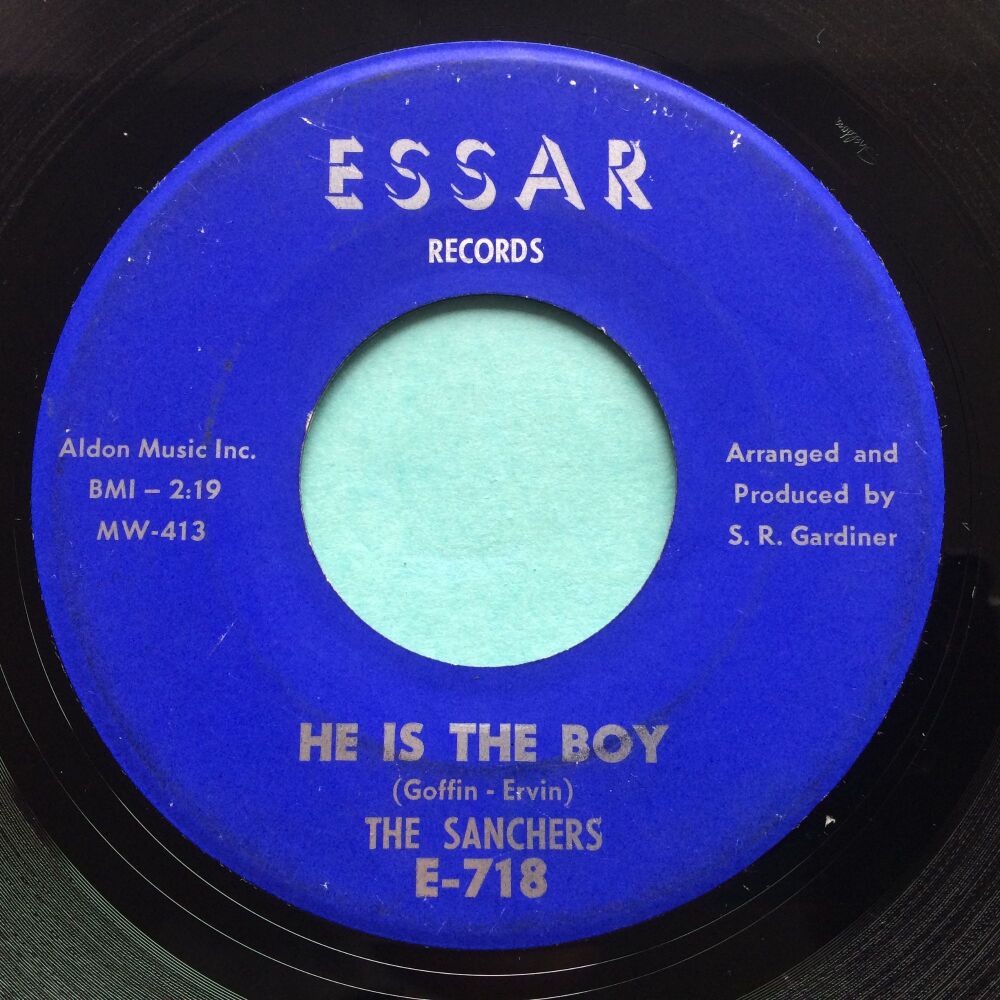 ESSAR
RECORDS
Aldon Music Inc.
BMI – 2:19
MW-413
Arranged and
Produced by
S. R. Gardiner
HE IS THE BOY
(Goffin - Ervin)
THE SANCHERS
E-718